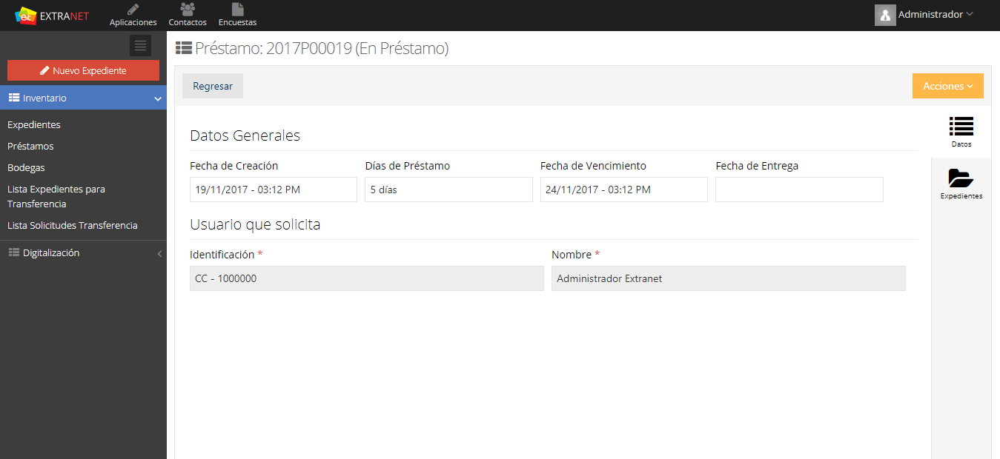 et EXTRANET
Aplicaciones
Contactos
Encuestas
Administrador
Nuevo Expediente
Inventario
Expedientes
Préstamos
Bodegas
Lista Expedientes para
Transferencia
Lista Solicitudes Transferencia
Digitalización
Préstamo: 2017P00019 (En Préstamo)
Regresar
Acciones
Datos Generales
Fecha de Creación
Días de Préstamo
Fecha de Vencimiento
Fecha de Entrega
19/11/2017 - 03:12 PM
5 días
24/11/2017 - 03:12 PM
Usuario que solicita
Identificación *
Nombre *
CC - 1000000
Administrador Extranet
Datos
Expedientes